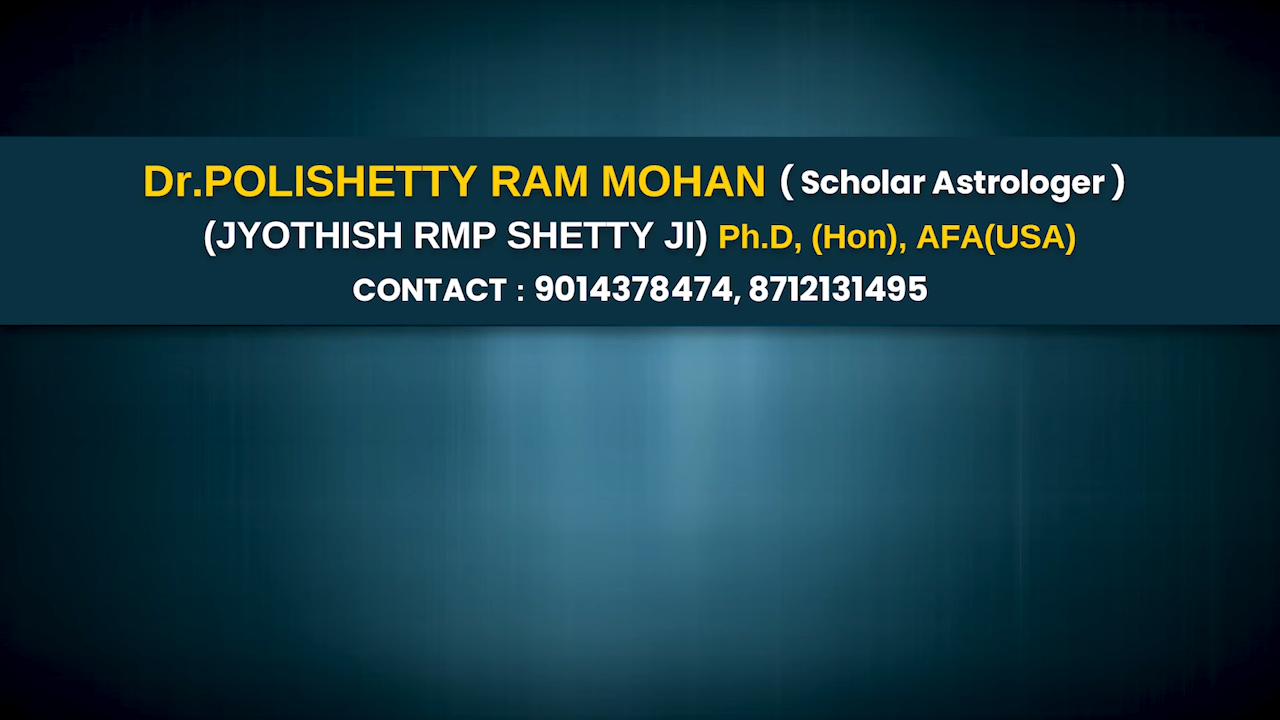 Dr.POLISHETTY RAM MOHAN ( Scholar Astrologer )
(JYOTHISH RMP SHETTY JI) Ph.D, (Hon), AFA(USA)
CONTACT : 9014378474, 8712131495